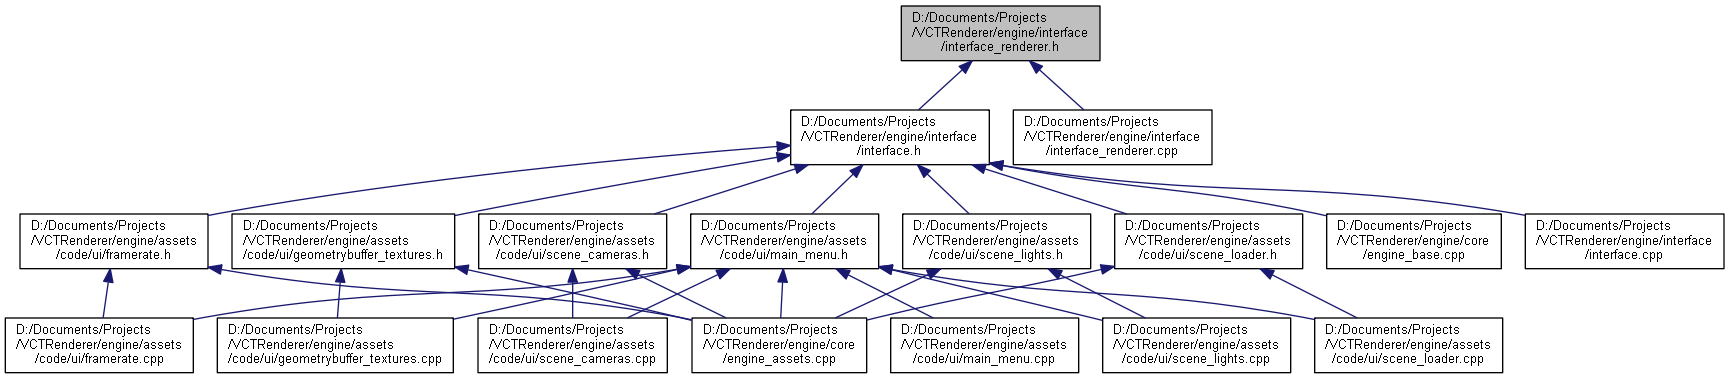 D:/Documents/Projects
/VCTRenderer/engine/interface
/interface_renderer.h
D:/Documents/Projects
/VCTRenderer/engine/interface
/interface.h
D:/Documents/Projects
/VCTRenderer/engine/interface
/interface_renderer.cpp
D:/Documents/Projects
/VCTRenderer/engine/assets
/code/ui/framerate.h
D:/Documents/Projects
/VCTRenderer/engine/assets
/code/ui/geometrybuffer_textures.h
D:/Documents/Projects
/VCTRenderer/engine/assets
/code/ui/scene_cameras.h
D:/Documents/Projects
/VCTRenderer/engine/assets
/code/ui/main_menu.h
D:/Documents/Projects
/VCTRenderer/engine/assets
/code/ui/scene_lights.h
D:/Documents/Projects
/VCTRenderer/engine/assets
/code/ui/scene_loader.h
D:/Documents/Projects
/VCTRenderer/engine/core
/engine_base.cpp
D:/Documents/Projects
/VCTRenderer/engine/interface
/interface.cpp
D:/Documents/Projects
/VCTRenderer/engine/assets
/code/ui/framerate.cpp
D:/Documents/Projects
/VCTRenderer/engine/assets
/code/ui/geometrybuffer_textures.cpp
D:/Documents/Projects
/VCTRenderer/engine/assets
/code/ui/scene_cameras.cpp
D:/Documents/Projects
/VCTRenderer/engine/core
/engine_assets.cpp
D:/Documents/Projects
/VCTRenderer/engine/assets
/code/ui/main_menu.cpp
D:/Documents/Projects
/VCTRenderer/engine/assets
/code/ui/scene_lights.cpp
D:/Documents/Projects
/VCTRenderer/engine/assets
/code/ui/scene_loader.cpp